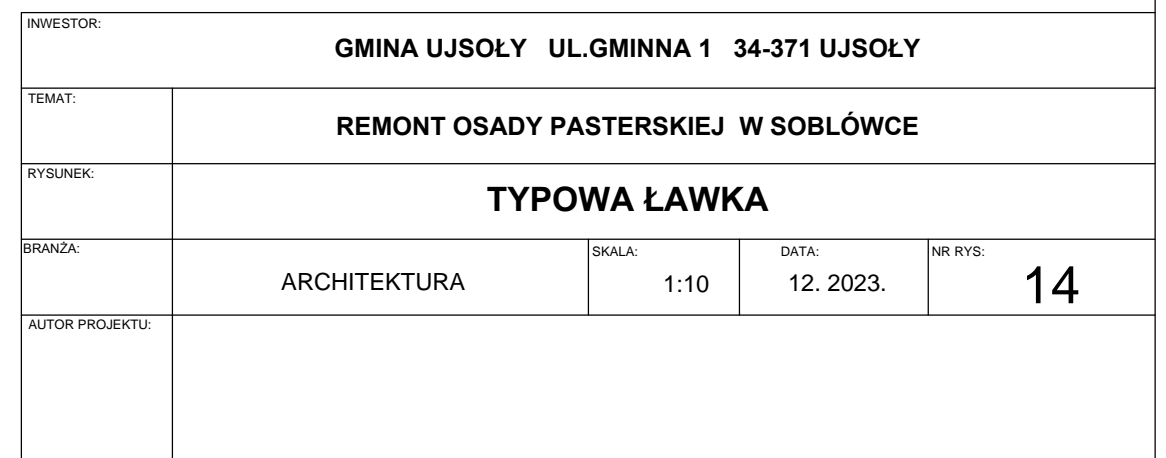 INWESTOR:
GMINA UJSOŁY UL.GMINNA 1 34-371 UJSOŁY
TEMAT:
REMONT OSADY PASTERSKIEJ W SOBLÓWCE
RYSUNEK:
TYPOWA ŁAWKA
BRANŻA:
ARCHITEKTURA
SKALA:
1:10
DATA:
12. 2023.
NR RYS:
14
AUTOR PROJEKTU: